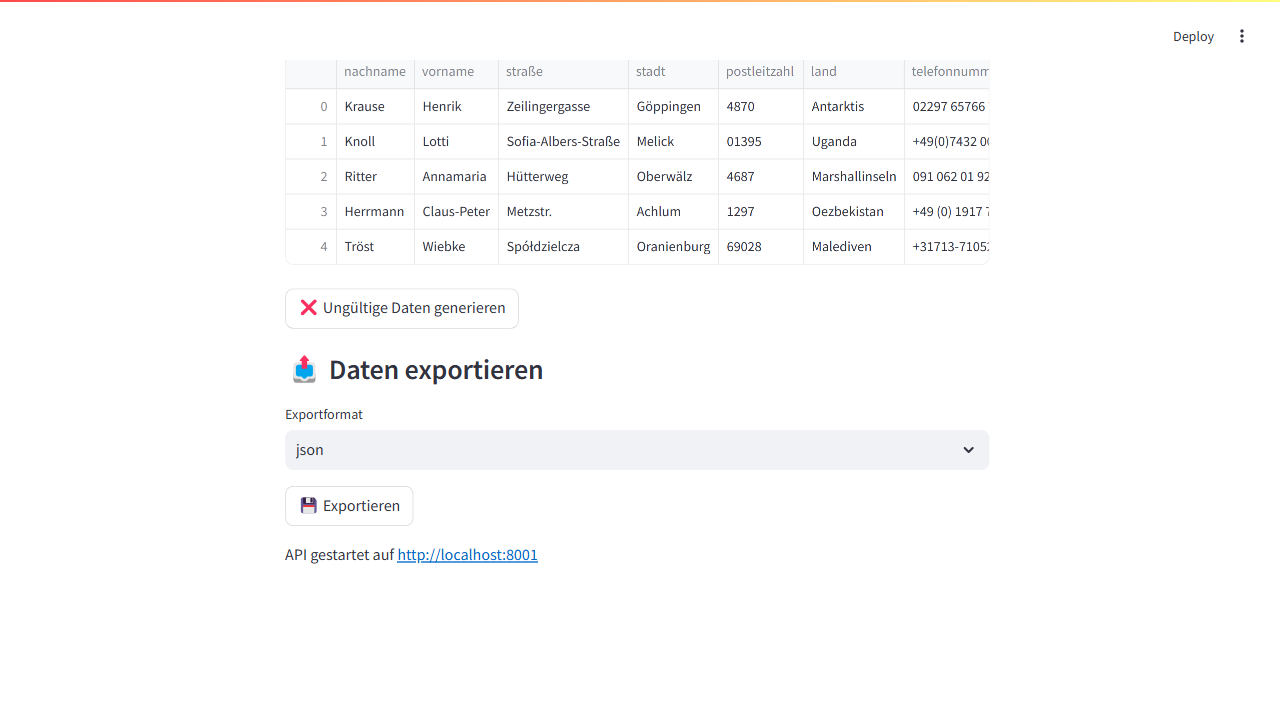 Deploy
nachname vorname straße stadt postleitzahl land telefonnumm
0 Krause Henrik Zeilingergasse Göppingen 4870 Antarktis 02297 65766
1 Knoll Lotti Sofia-Albers-Straße Melick 01395 Uganda +49(0)7432 00
2 Ritter Annamaria Hütterweg Oberwälz 4687 Marshallinseln 091 062 01 92
3 Herrmann Claus-Peter Metzstr. Achlum 1297 Oezbekistan +49 (0) 1917 7
4 Tröst Wiebke Spółdzielcza Oranienburg 69028 Malediven +31713-7105
Ungültige Daten generieren
Daten exportieren
Exportformat
json
Exportieren
API gestartet auf http://localhost:8001